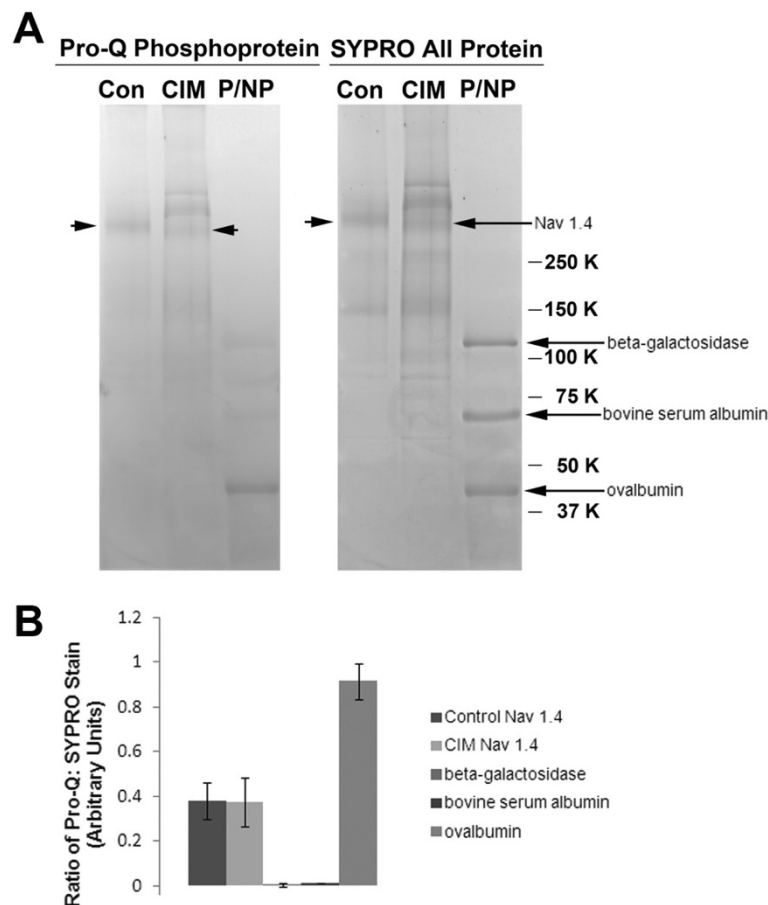 A
Pro-Q Phosphoprotein
SYPRO All Protein
Con CIM P/NP
Con CIM P/NP
Nav 1.4
250 K
150 K
beta-galactosidase
100 K
75 K
bovine serum albumin
50 K
ovalbumin
37 K
B
Ratio of Pro-Q: SYPRO Stain
(Arbitrary Units)
1.2
1
0.8
0.6
0.4
0.2
0
Control Nav 1.4
CIM Nav 1.4
beta-galactosidase
bovine serum albumin
ovalbumin